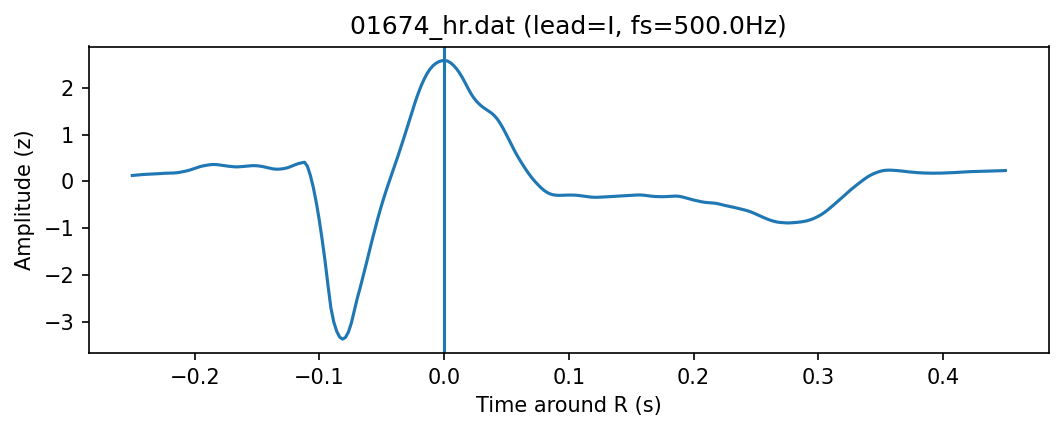 01674_hr.dat (lead=I, fs=500.0Hz)
Amplitude (z)
2
1
0
−1
−2
−3
−0.2 −0.1 0.0 0.1 0.2 0.3 0.4
Time around R (s)